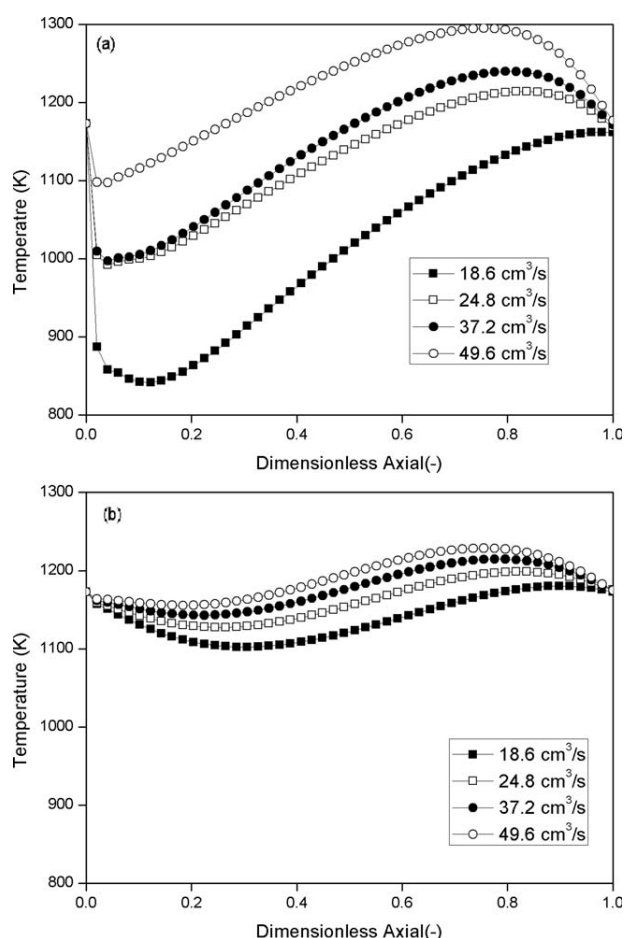 (a)
1300
1200
1100
1000
900
800
Temperatre (K)
18.6 cm³/s
24.8 cm³/s
37.2 cm³/s
49.6 cm³/s
0.0 0.2 0.4 0.6 0.8 1.0
Dimensionless Axial(-)
(b)
1300
1200
1100
1000
900
800
Temperature (K)
18.6 cm³/s
24.8 cm³/s
37.2 cm³/s
49.6 cm³/s
0.0 0.2 0.4 0.6 0.8 1.0
Dimensionless Axial(-)